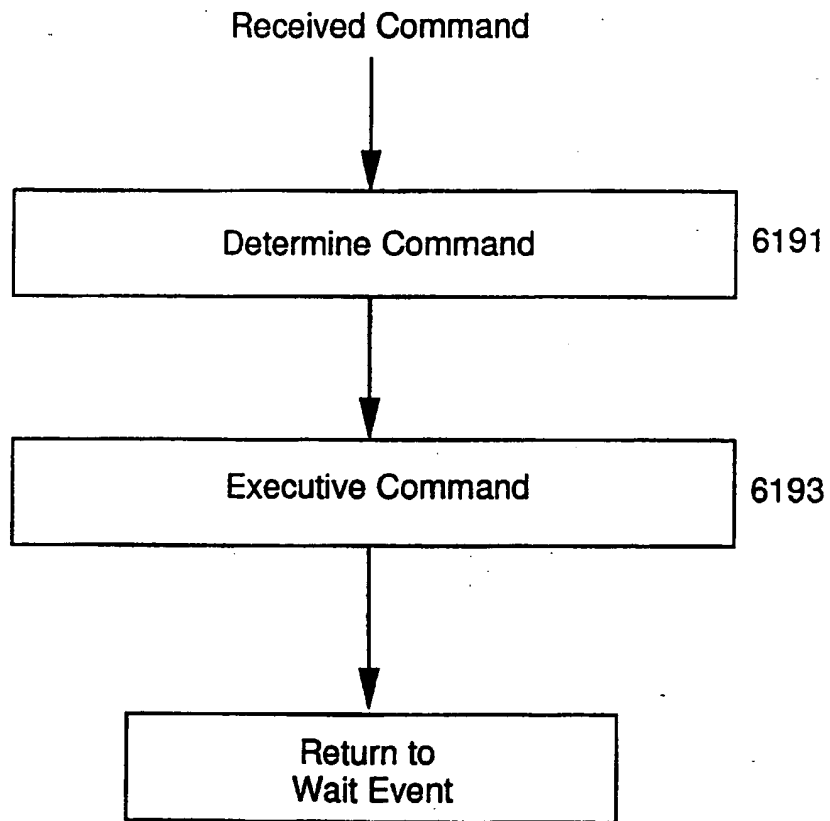 Received Command
Determine Command
6191
Executive Command
6193
Return to
Wait Event